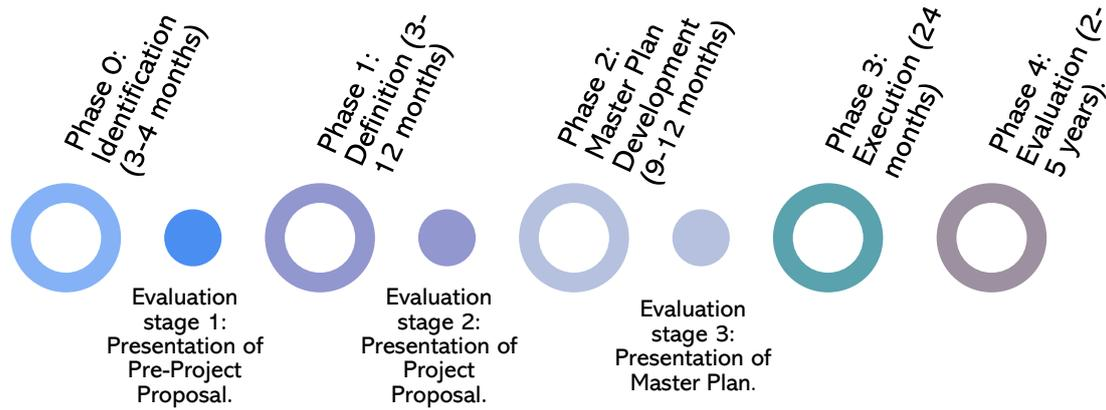 Phase 0:
Identification
(3-4 months)
Evaluation
stage 1:
Presentation of
Pre-Project
Proposal.
Phase 1:
Definition (3-
12 months)
Evaluation
stage 2:
Presentation of
Project
Proposal.
Phase 2:
Master Plan
Development
(9-12 months)
Evaluation
stage 3:
Presentation of
Master Plan.
Phase 3:
Execution (24
months)
Phase 4:
Evaluation (2-
5 years).